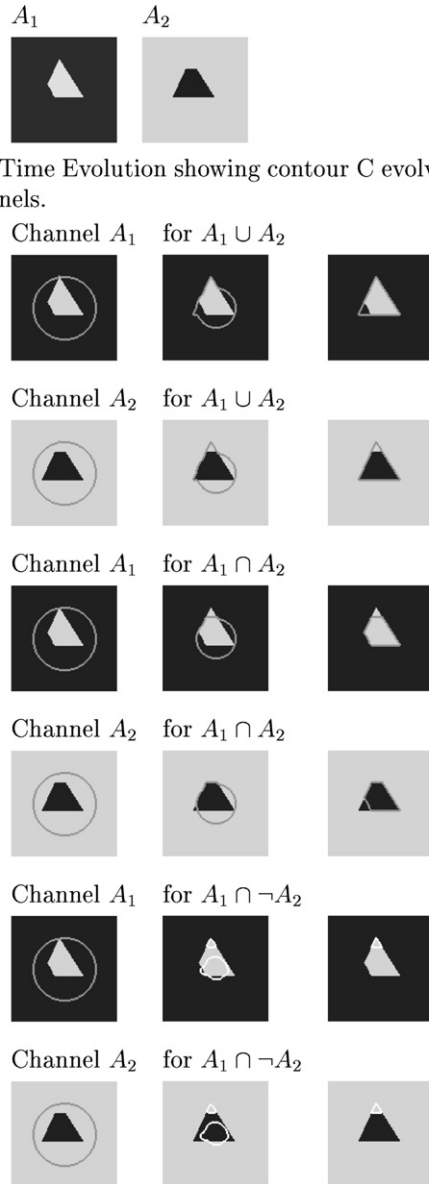 A₁ A₂
Time Evolution showing contour C evolv
nels.
Channel A₁ for A₁ ∪ A₂
Channel A₂ for A₁ ∪ A₂
Channel A₁ for A₁ ∩ A₂
Channel A₂ for A₁ ∩ A₂
Channel A₁ for A₁ ∩ ¬A₂
Channel A₂ for A₁ ∩ ¬A₂